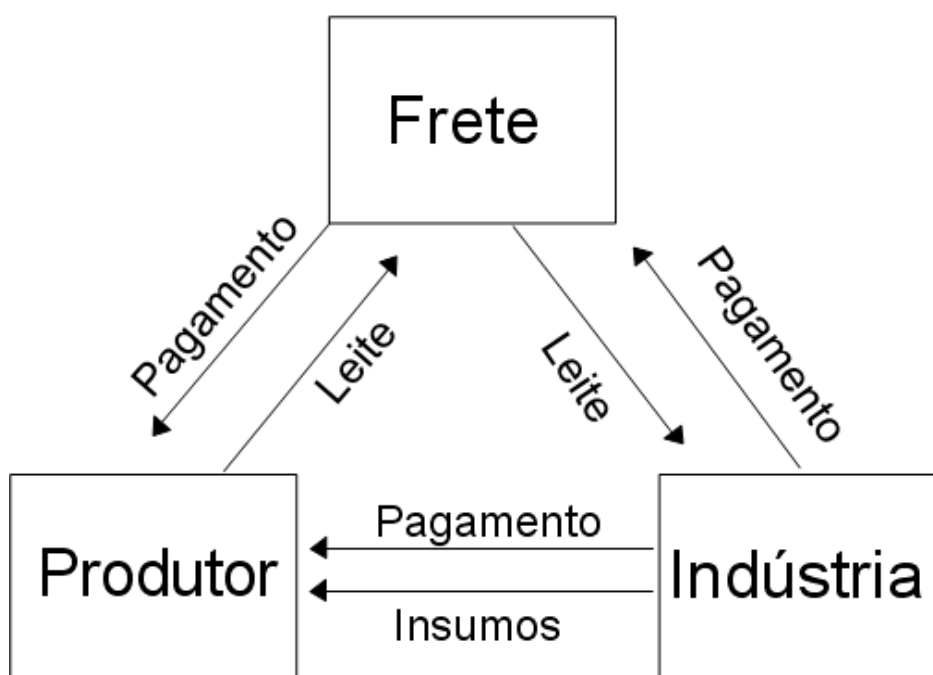 Frete
Pagamento
Leite
Leite
Pagamento
Produtor
Pagamento
Insumos
Indústria